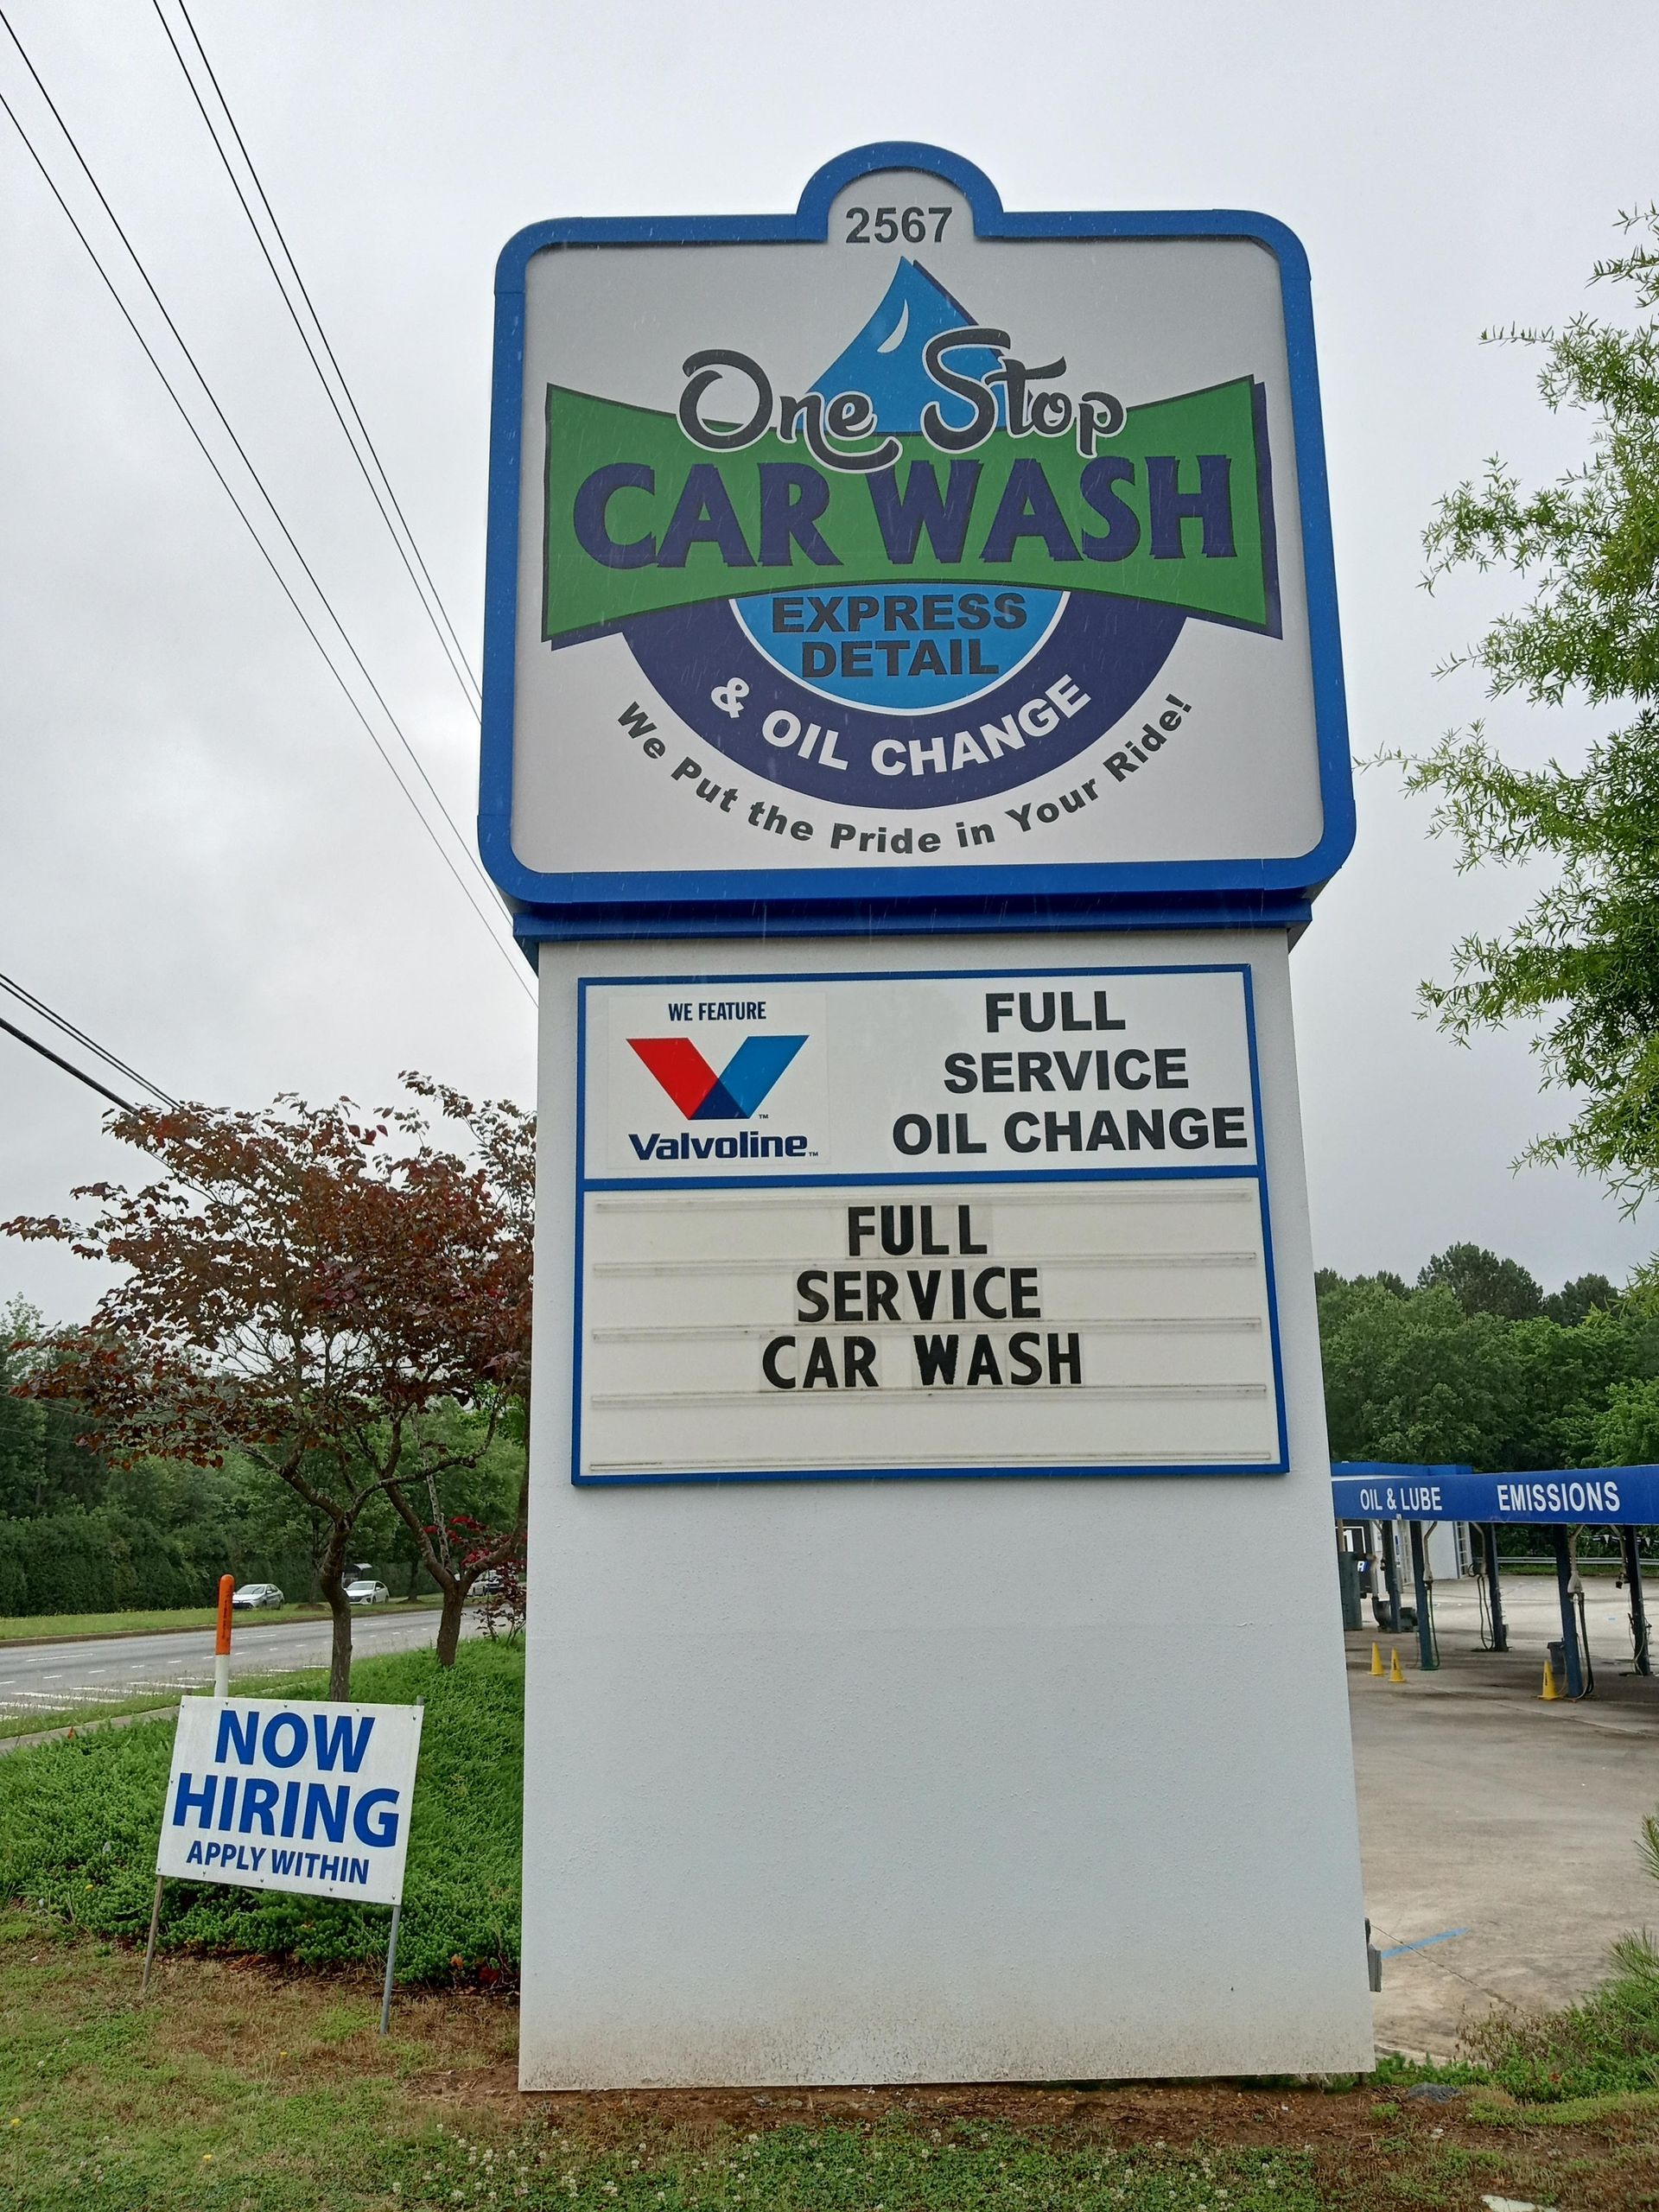 2567
One Stop
CAR WASH
EXPRESS
DETAIL
& OIL CHANGE
We Put the Pride in Your Ride!
WE FEATURE
Valvoline™
FULL
SERVICE
OIL CHANGE
FULL
SERVICE
CAR WASH
OIL & LUBE
EMISSIONS
NOW
HIRING
APPLY WITHIN